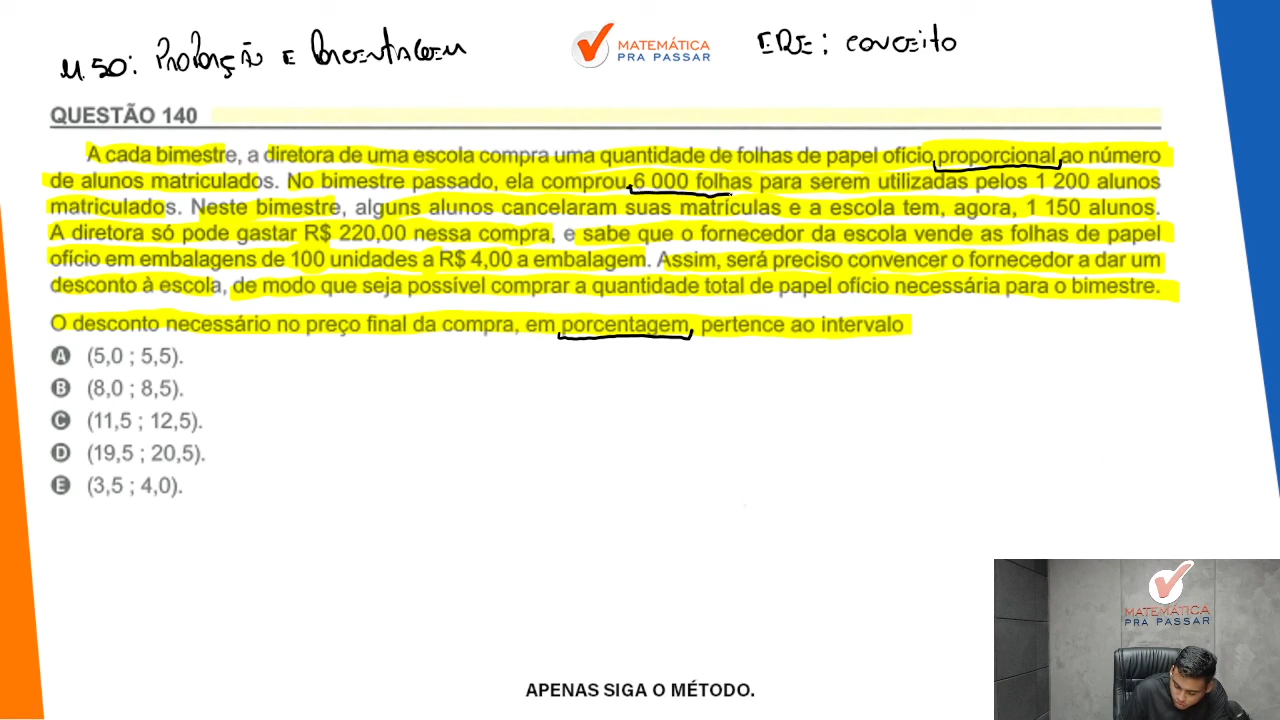 M.50: PROPORÇÃO E PORCENTAGEM
MATEMÁTICA
PRA PASSAR
ERE: CONCEITO
QUESTÃO 140
A cada bimestre, a diretora de uma escola compra uma quantidade de folhas de papel ofício proporcional ao número
de alunos matriculados. No bimestre passado, ela comprou 6 000 folhas para serem utilizadas pelos 1 200 alunos
matriculados. Neste bimestre, alguns alunos cancelaram suas matrículas e a escola tem, agora, 1 150 alunos.
A diretora só pode gastar R$ 220,00 nessa compra, e sabe que o fornecedor da escola vende as folhas de papel
ofício em embalagens de 100 unidades a R$ 4,00 a embalagem. Assim, será preciso convencer o fornecedor a dar um
desconto à escola, de modo que seja possível comprar a quantidade total de papel ofício necessária para o bimestre.
O desconto necessário no preço final da compra, em porcentagem, pertence ao intervalo
A (5,0 ; 5,5).
B (8,0 ; 8,5).
C (11,5 ; 12,5).
D (19,5 ; 20,5).
E (3,5 ; 4,0).
MATEMÁTICA
PRA PASSAR
APENAS SIGA O MÉTODO.